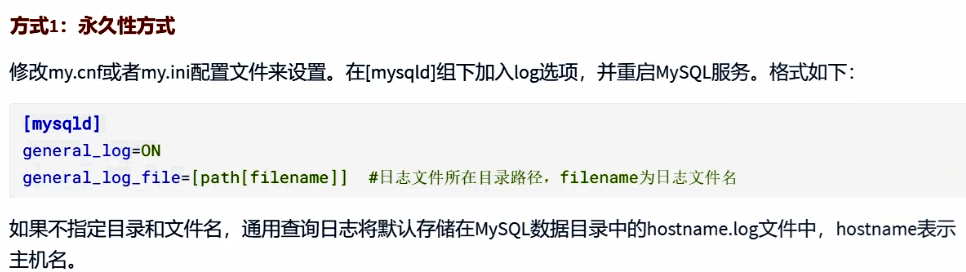 方式1：永久性方式
修改my.cnf或者my.ini配置文件来设置。在[mysqld]组下加入log选项，并重启MySQL服务。格式如下：
[mysqld]
general_log=ON
general_log_file=[path[filename]]  #日志文件所在目录路径，filename为日志文件名
如果不指定目录和文件名，通用查询日志将默认存储在MySQL数据目录中的hostname.log文件中，hostname表示
主机名。